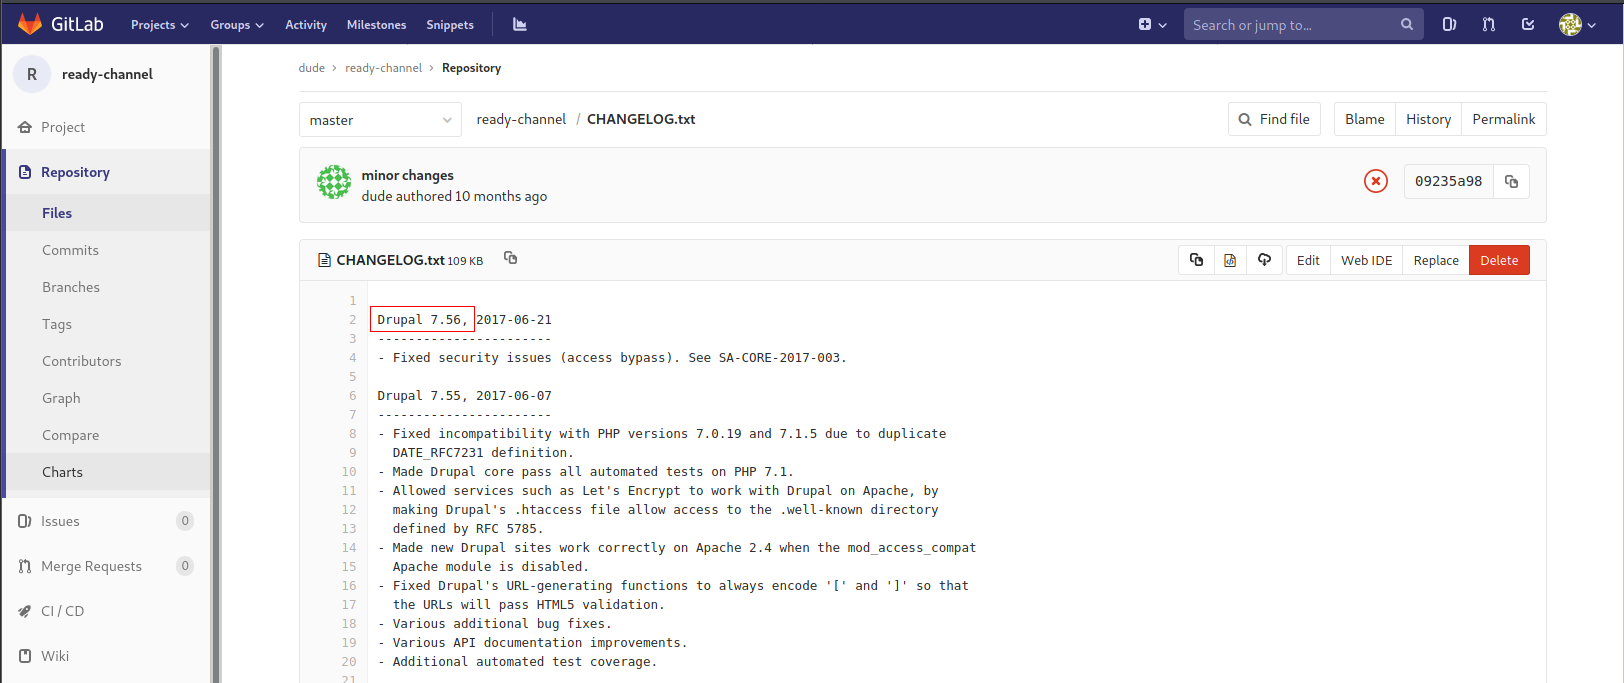 GitLab Projects Groups Activity Milestones Snippets Search or jump to...
R ready-channel
Project
Repository
Files
Commits
Branches
Tags
Contributors
Graph
Compare
Charts
Issues 0
Merge Requests 0
CI / CD
Wiki
dude > ready-channel > Repository
master ready-channel / CHANGELOG.txt Find file Blame History Permalink
minor changes
dude authored 10 months ago
09235a98
CHANGELOG.txt 109 KB Edit Web IDE Replace Delete
1
2 Drupal 7.56, 2017-06-21
3 -----------------------
4 - Fixed security issues (access bypass). See SA-CORE-2017-003.
5
6 Drupal 7.55, 2017-06-07
7 -----------------------
8 - Fixed incompatibility with PHP versions 7.0.19 and 7.1.5 due to duplicate
9 DATE_RFC7231 definition.
10 - Made Drupal core pass all automated tests on PHP 7.1.
11 - Allowed services such as Let's Encrypt to work with Drupal on Apache, by
12 making Drupal's .htaccess file allow access to the .well-known directory
13 defined by RFC 5785.
14 - Made new Drupal sites work correctly on Apache 2.4 when the mod_access_compat
15 Apache module is disabled.
16 - Fixed Drupal's URL-generating functions to always encode '[' and ']' so that
17 the URLs will pass HTML5 validation.
18 - Various additional bug fixes.
19 - Various API documentation improvements.
20 - Additional automated test coverage.
21